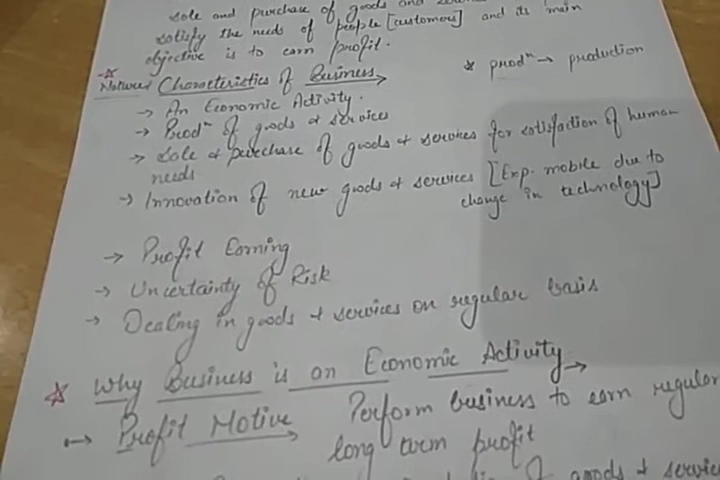 sale and purchase of goods and
satisfy the needs of people [customers] and its main
objective is to earn profit.
Nature & Characteristics of Business
* prodⁿ → production
→ An Economic Activity.
→ Prodⁿ of goods & services
→ Sale & purchase of goods & services for satisfaction of human
needs
→ Innovation of new goods & services [Exp. mobile due to
change in technology]
→ Profit Earning
→ Uncertainty of Risk
→ Dealing in goods & services on regular basis
☆ Why Business is an Economic Activity →
→ Profit Motive Perform business to earn regular
long term profit
of goods &